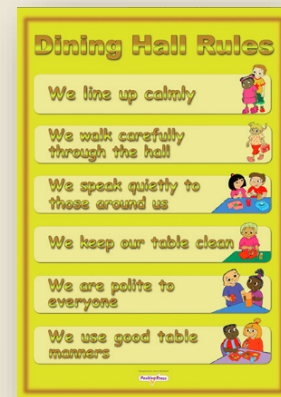 Dining Hall Rules
We line up calmly
We walk carefully
through the hall
We speak quietly to
those around us
We keep our table clean
We are polite to
everyone
We use good table
manners